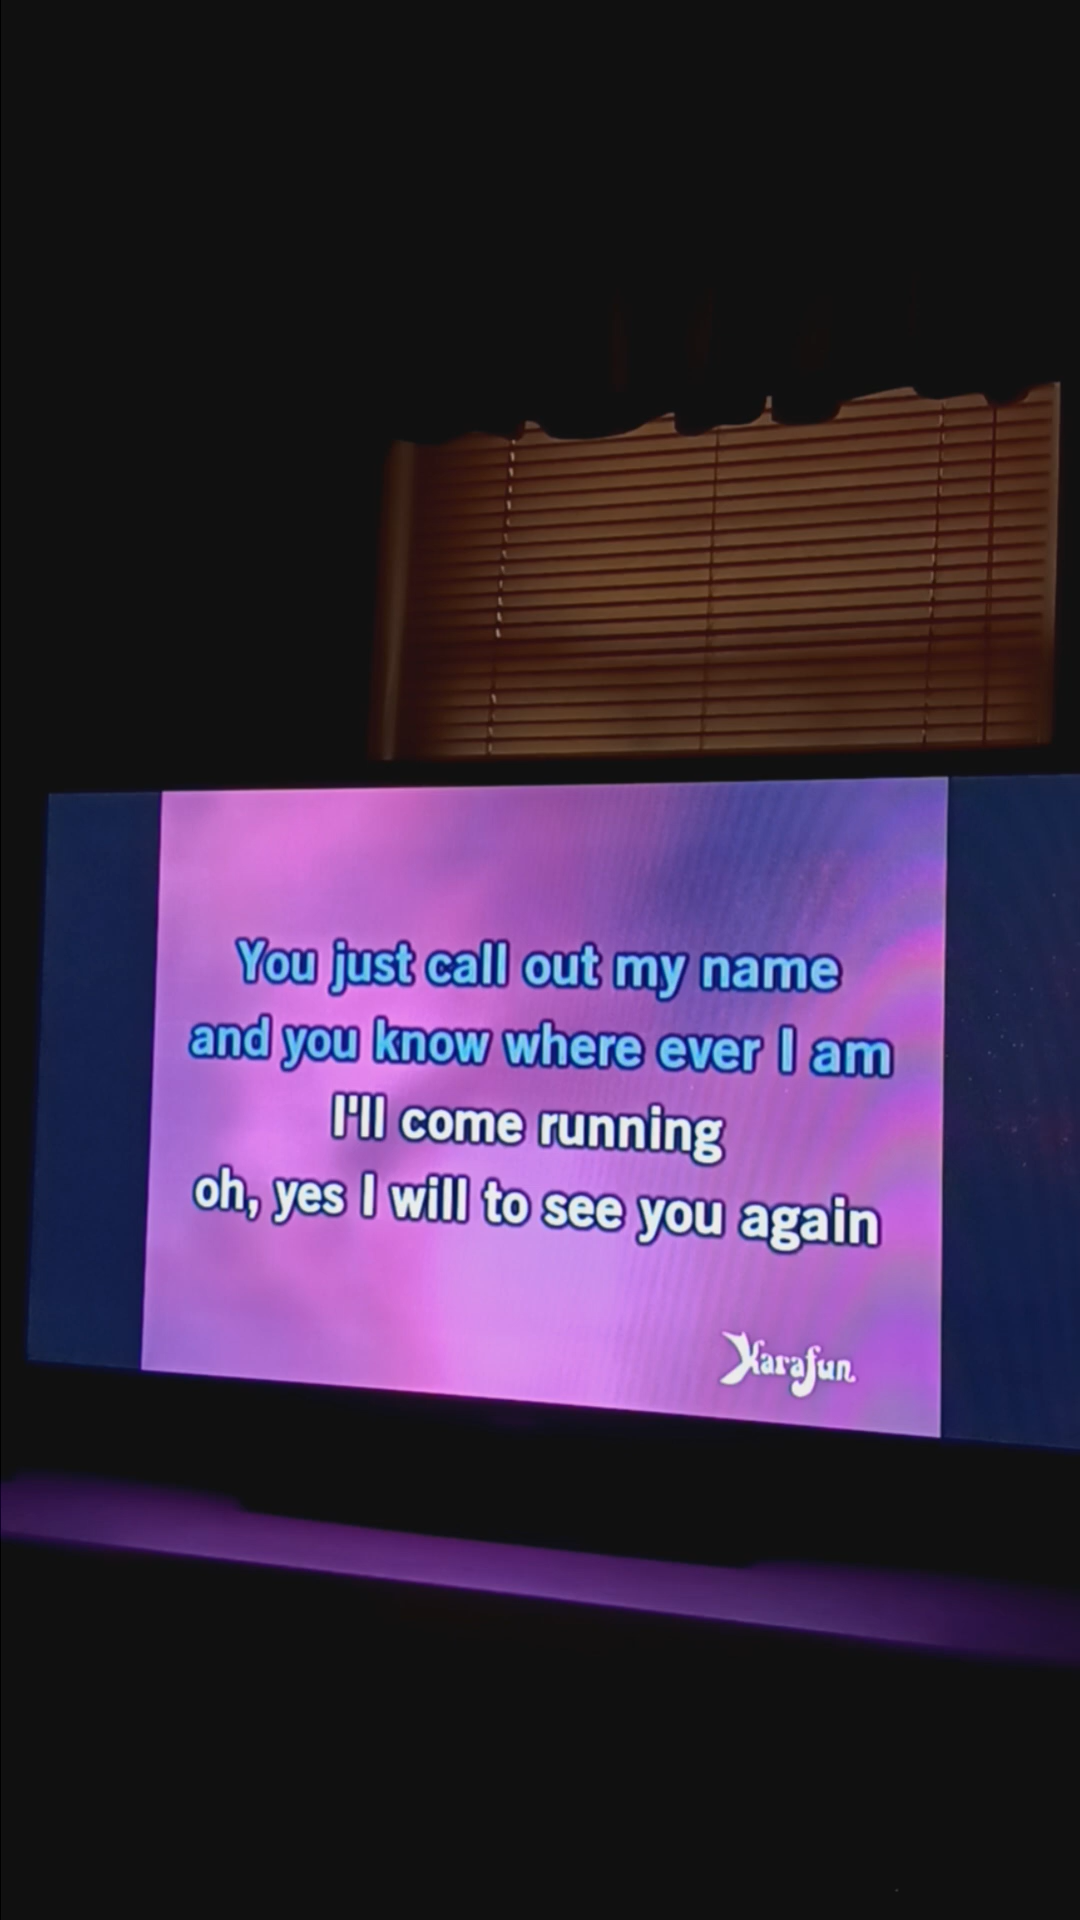 You just call out my name
and you know where ever I am
I'll come running
oh, yes I will to see you again
Karafun